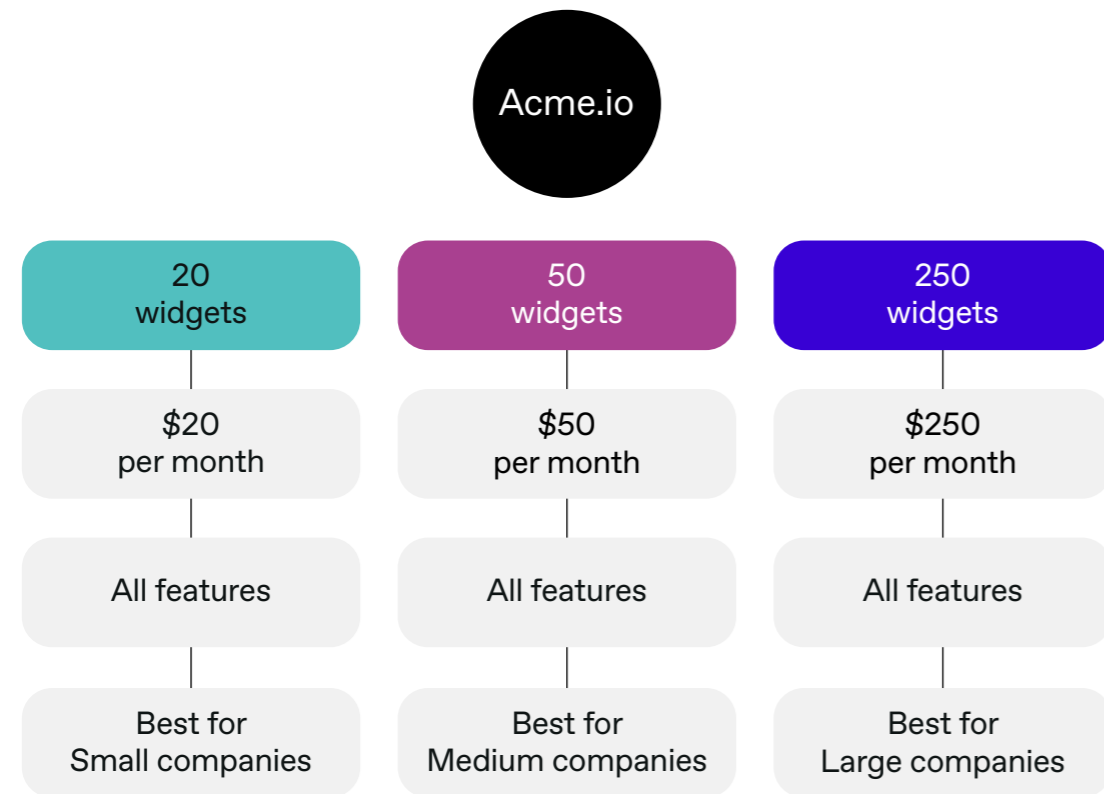 Acme.io
20
widgets
$20
per month
All features
Best for
Small companies
50
widgets
$50
per month
All features
Best for
Medium companies
250
widgets
$250
per month
All features
Best for
Large companies